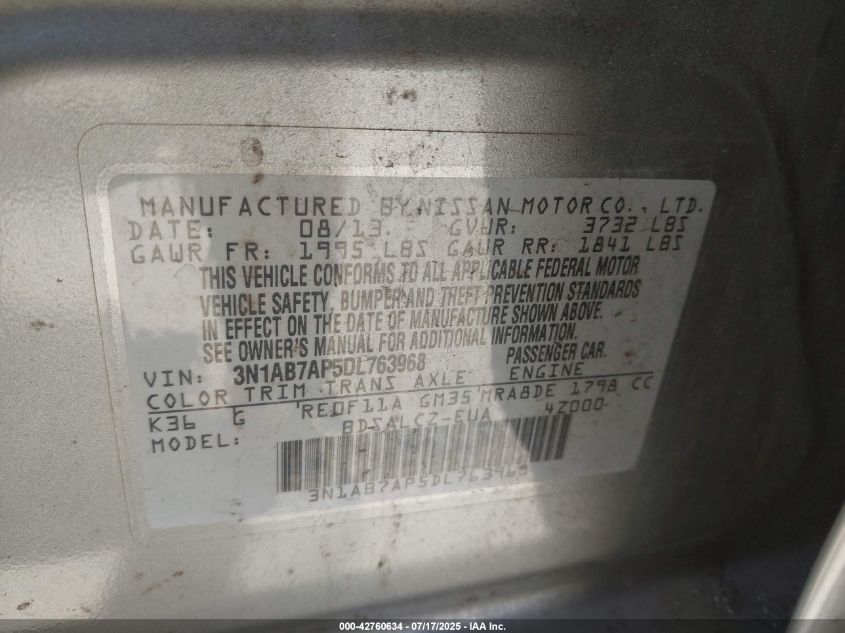 MANUFACTURED BY NISSAN MOTOR CO., LTD.
DATE: 08/13 GVWR: 3732 LBS
GAWR FR: 1995 LBS GAWR RR: 1841 LBS
THIS VEHICLE CONFORMS TO ALL APPLICABLE FEDERAL MOTOR
VEHICLE SAFETY, BUMPER AND THEFT PREVENTION STANDARDS
IN EFFECT ON THE DATE OF MANUFACTURE SHOWN ABOVE.
SEE OWNER'S MANUAL FOR ADDITIONAL INFORMATION.
VIN: 3N1AB7AP5DL763968 PASSENGER CAR.
COLOR TRIM TRANS AXLE ENGINE
K36 G RE0F11A GM35 MRA8DE 1798 CC
MODEL: BDSALCZ-EUA 4Z000
3N1AB7AP5DL763968
000-42760634 / 07/17/2025 - IAA Inc.